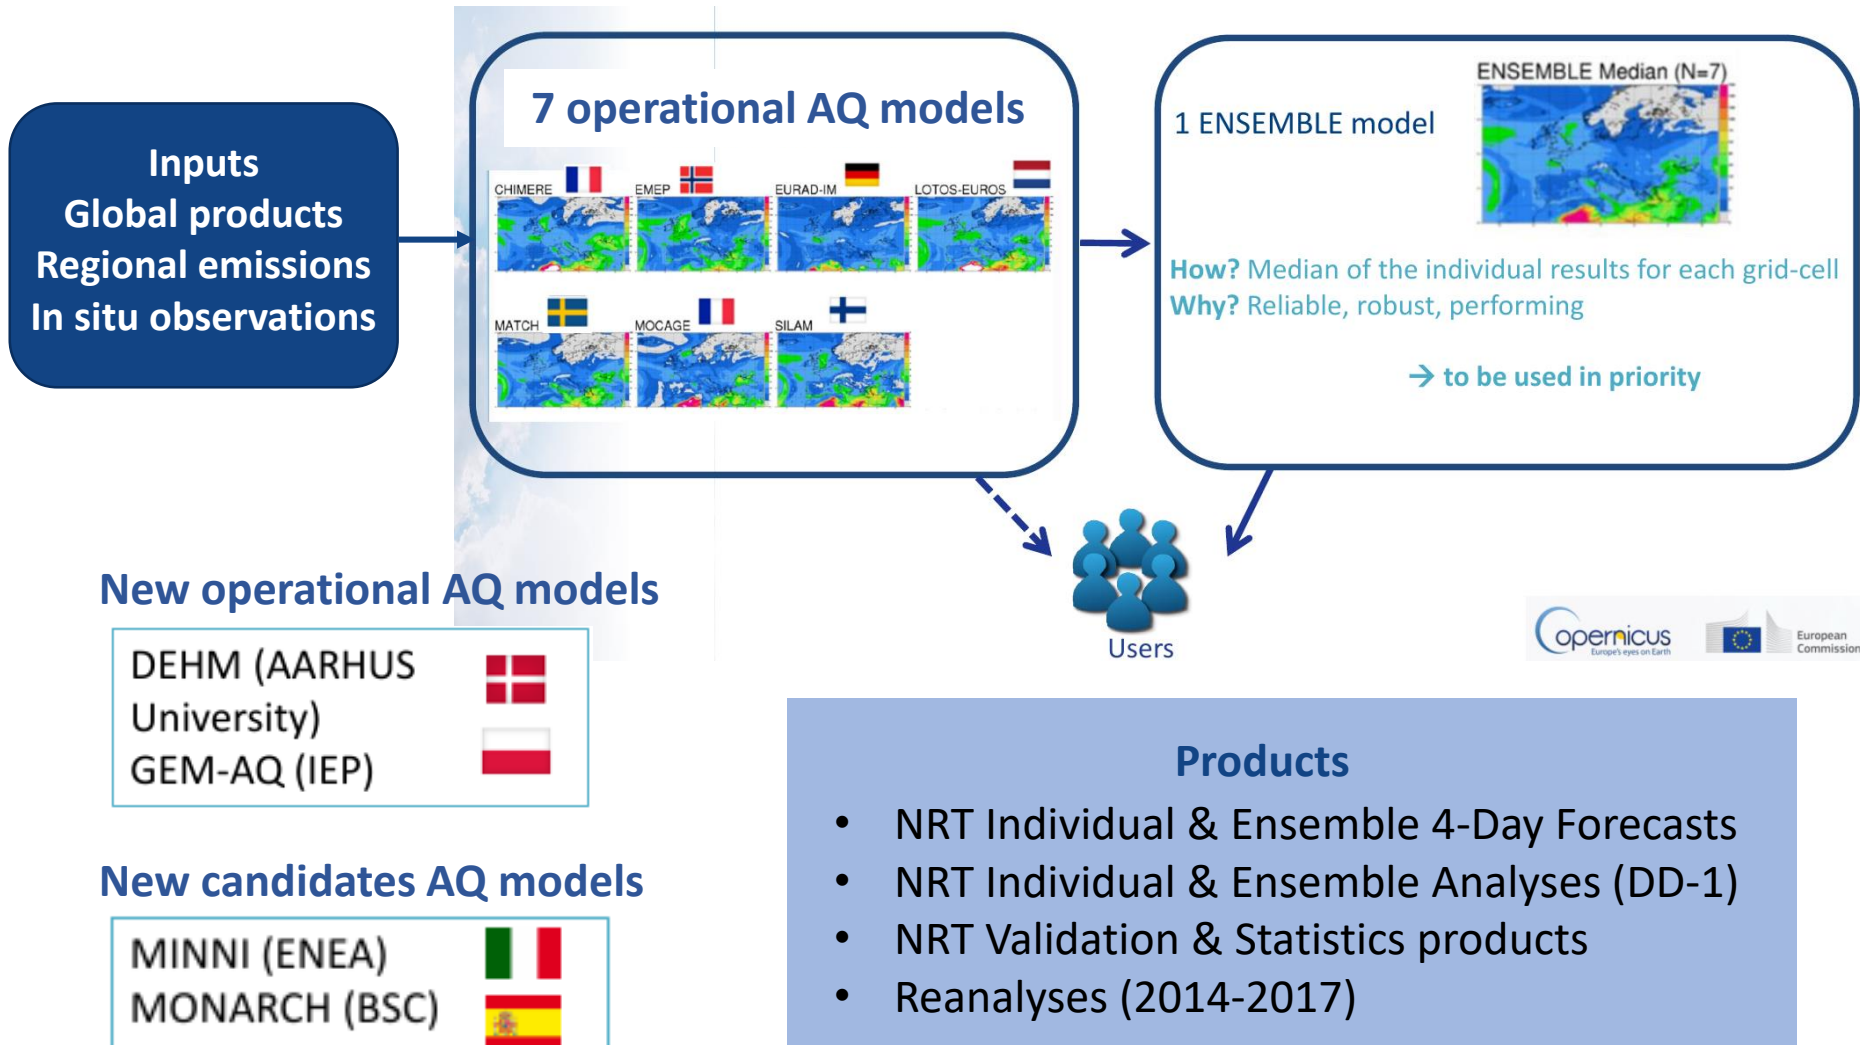 Inputs
Global products
Regional emissions
In situ observations
7 operational AQ models
CHIMERE
EMEP
EURAD-IM
LOTOS-EUROS
MATCH
MOCAGE
SILAM
1 ENSEMBLE model
ENSEMBLE Median (N=7)
How? Median of the individual results for each grid-cell
Why? Reliable, robust, performing
→ to be used in priority
Users
New operational AQ models
DEHM (AARHUS
University)
GEM-AQ (IEP)
New candidates AQ models
MINNI (ENEA)
MONARCH (BSC)
opernicus
Europe's eyes on Earth
European
Commission
Products
• NRT Individual & Ensemble 4-Day Forecasts
• NRT Individual & Ensemble Analyses (DD-1)
• NRT Validation & Statistics products
• Reanalyses (2014-2017)